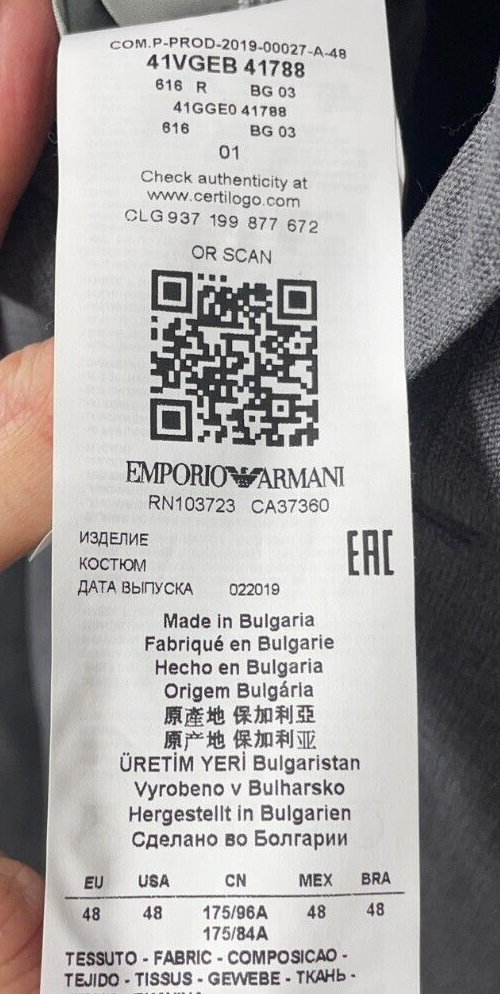 COM.P-PROD-2019-00027-A-48
41VGEB 41788
616 R BG 03
41GGE0 41788
616 BG 03
01
Check authenticity at
www.certilogo.com
CLG 937 199 877 672
OR SCAN
EMPORIO ARMANI
RN103723 CA37360
ИЗДЕЛИЕ
КОСТЮМ
EAC
ДАТА ВЫПУСКА 022019
Made in Bulgaria
Fabriqué en Bulgarie
Hecho en Bulgaria
Origem Bulgária
原產地 保加利亞
原产地 保加利亚
ÜRETİM YERİ Bulgaristan
Vyrobeno v Bulharsko
Hergestellt in Bulgarien
Сделано во Болгарии
EU USA CN MEX BRA
48 48 175/96A 48 48
175/84A
TESSUTO - FABRIC - COMPOSICAO -
TEJIDO - TISSUS - GEWEBE - ТКАНЬ -